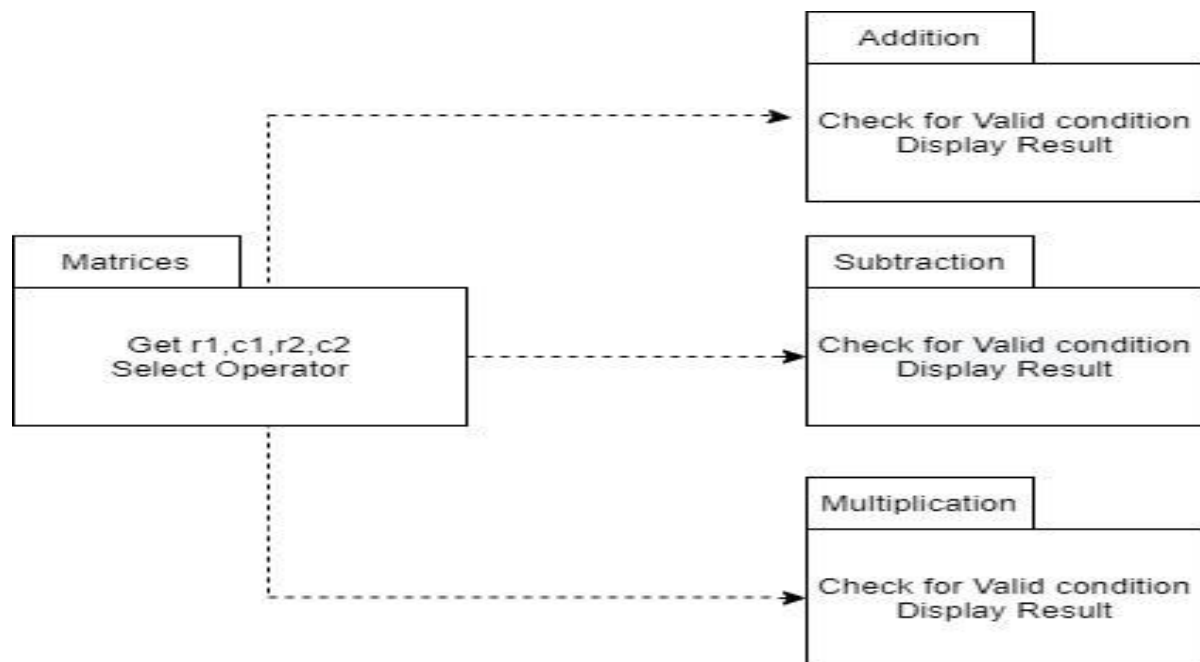 Addition
Check for Valid condition
Display Result
Matrices
Get r1,c1,r2,c2
Select Operator
Subtraction
Check for Valid condition
Display Result
Multiplication
Check for Valid condition
Display Result